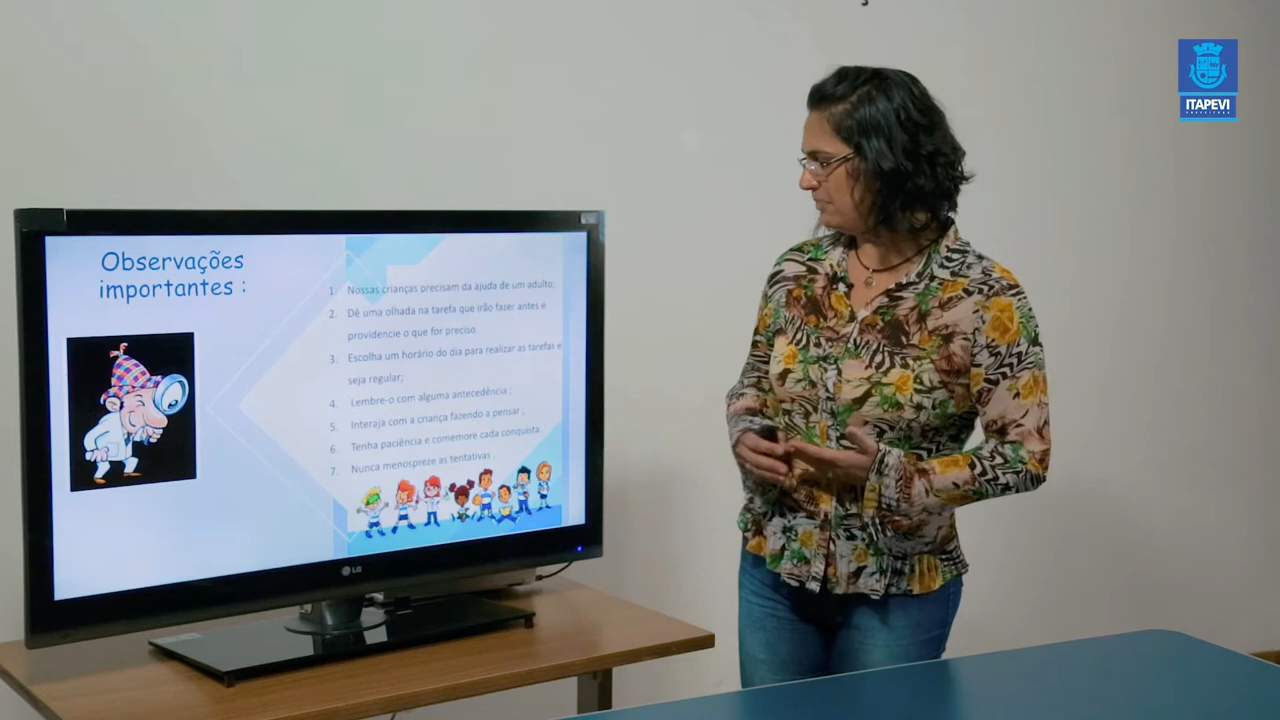 Observações
importantes :
1 Nossas crianças precisam da ajuda de um adulto;
2. Dê uma olhada na tarefa que irão fazer antes e
providencie o que for preciso.
3. Escolha um horário do dia para realizar as tarefas e
seja regular;
4. Lembre-o com alguma antecedência ;
5. Interaja com a criança fazendo a pensar ;
6. Tenha paciência e comemore cada conquista.
7. Nunca menospreze as tentativas .
LG
ITAPEVI
PREFEITURA